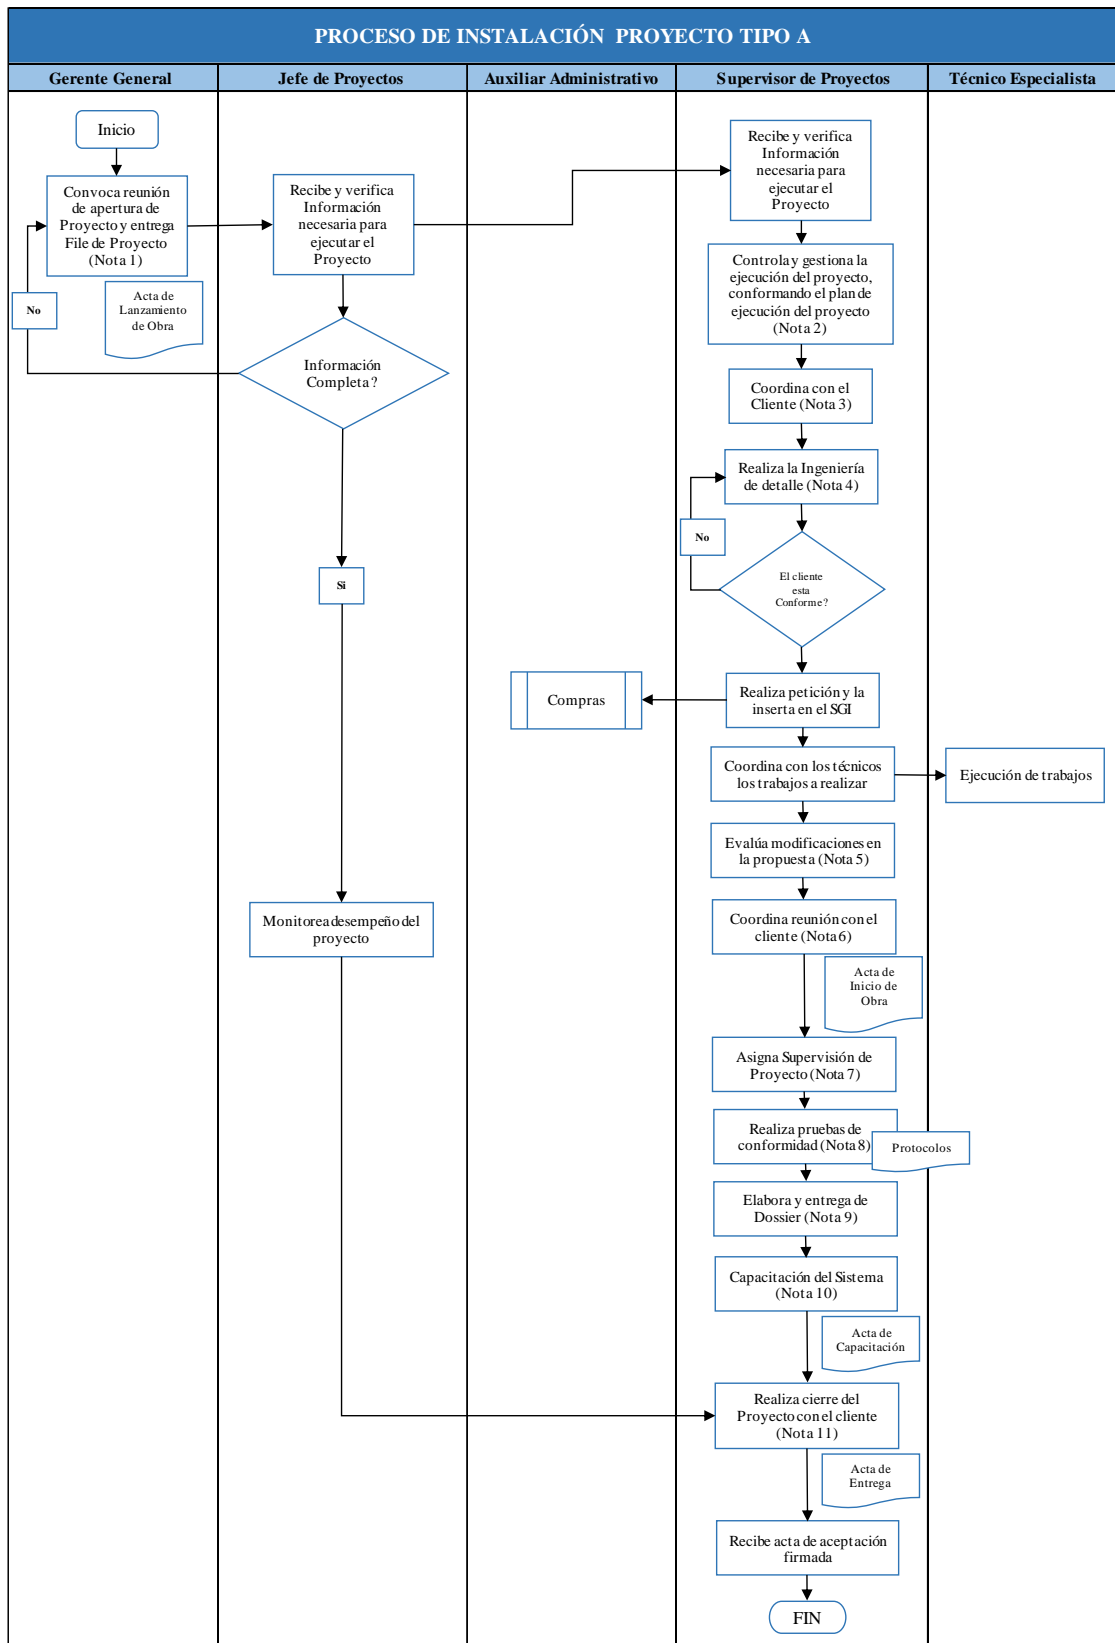 PROCESO DE INSTALACIÓN PROYECTO TIPO A
Gerente General
Jefe de Proyectos
Auxiliar Administrativo
Supervisor de Proyectos
Técnico Especialista
Inicio
Convoca reunión
de apertura de
Proyecto y entrega
File de Proyecto
(Nota 1)
No
Acta de
Lanzamiento
de Obra
Recibe y verifica
Información
necesaria para
ejecutar el
Proyecto
Información
Completa ?
Si
Monitorea desempeño del
proyecto
Compras
Recibe y verifica
Información
necesaria para
ejecutar el
Proyecto
Controla y gestiona la
ejecución del proyecto,
conformando el plan de
ejecución del proyecto
(Nota 2)
Coordina con el
Cliente (Nota 3)
Realiza la Ingeniería
de detalle (Nota 4)
No
El cliente
esta
Conforme?
Realiza petición y la
inserta en el SGI
Coordina con los técnicos
los trabajos a realizar
Ejecución de trabajos
Evalúa modificaciones en
la propuesta (Nota 5)
Coordina reunión con el
cliente (Nota 6)
Acta de
Inicio de
Obra
Asigna Supervisión de
Proyecto (Nota 7)
Realiza pruebas de
conformidad (Nota 8)
Protocolos
Elabora y entrega de
Dossier (Nota 9)
Capacitación del Sistema
(Nota 10)
Acta de
Capacitación
Realiza cierre del
Proyecto con el cliente
(Nota 11)
Acta de
Entrega
Recibe acta de aceptación
firmada
FIN